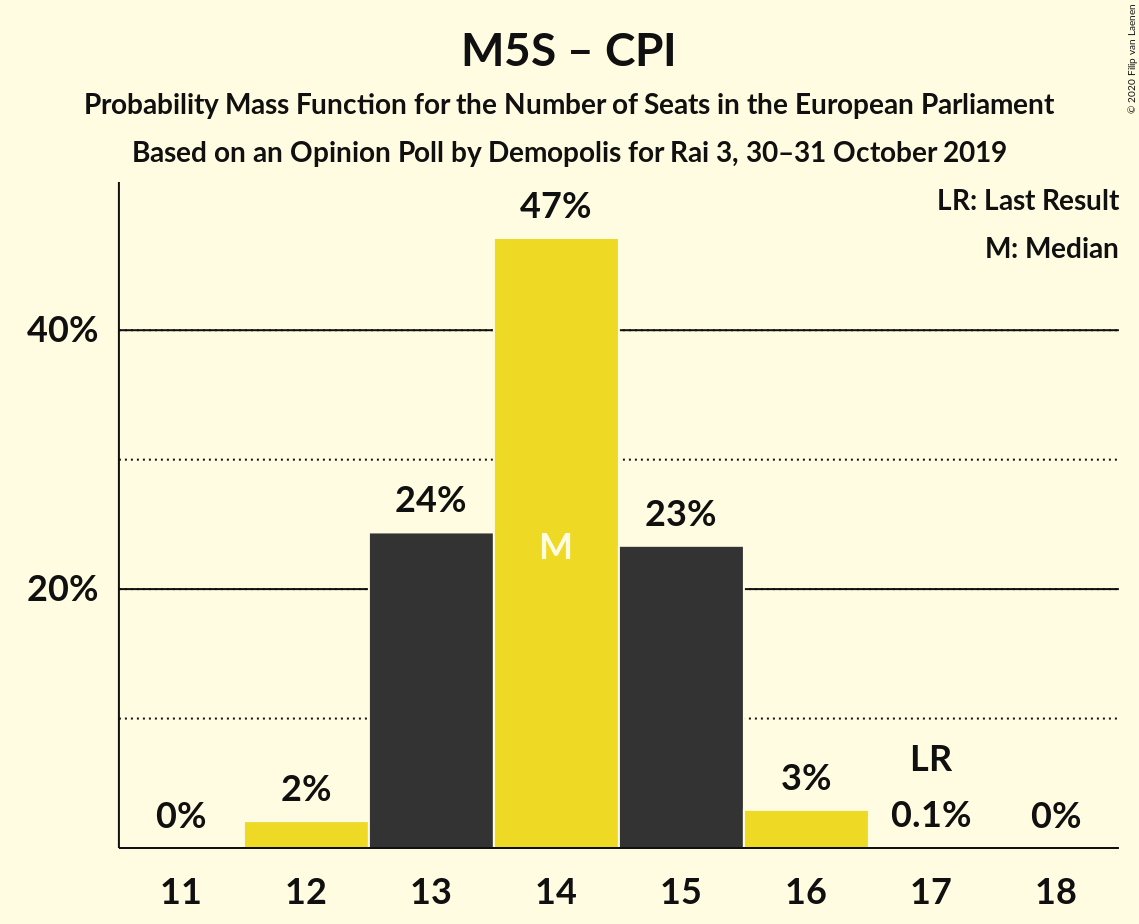 M5S – CPI
Probability Mass Function for the Number of Seats in the European Parliament
Based on an Opinion Poll by Demopolis for Rai 3, 30–31 October 2019
© 2020 Filip van Laenen
LR: Last Result
M: Median
47%
40%
24%
23%
M
20%
LR
0%
2%
3%
0.1%
0%
11 12 13 14 15 16 17 18